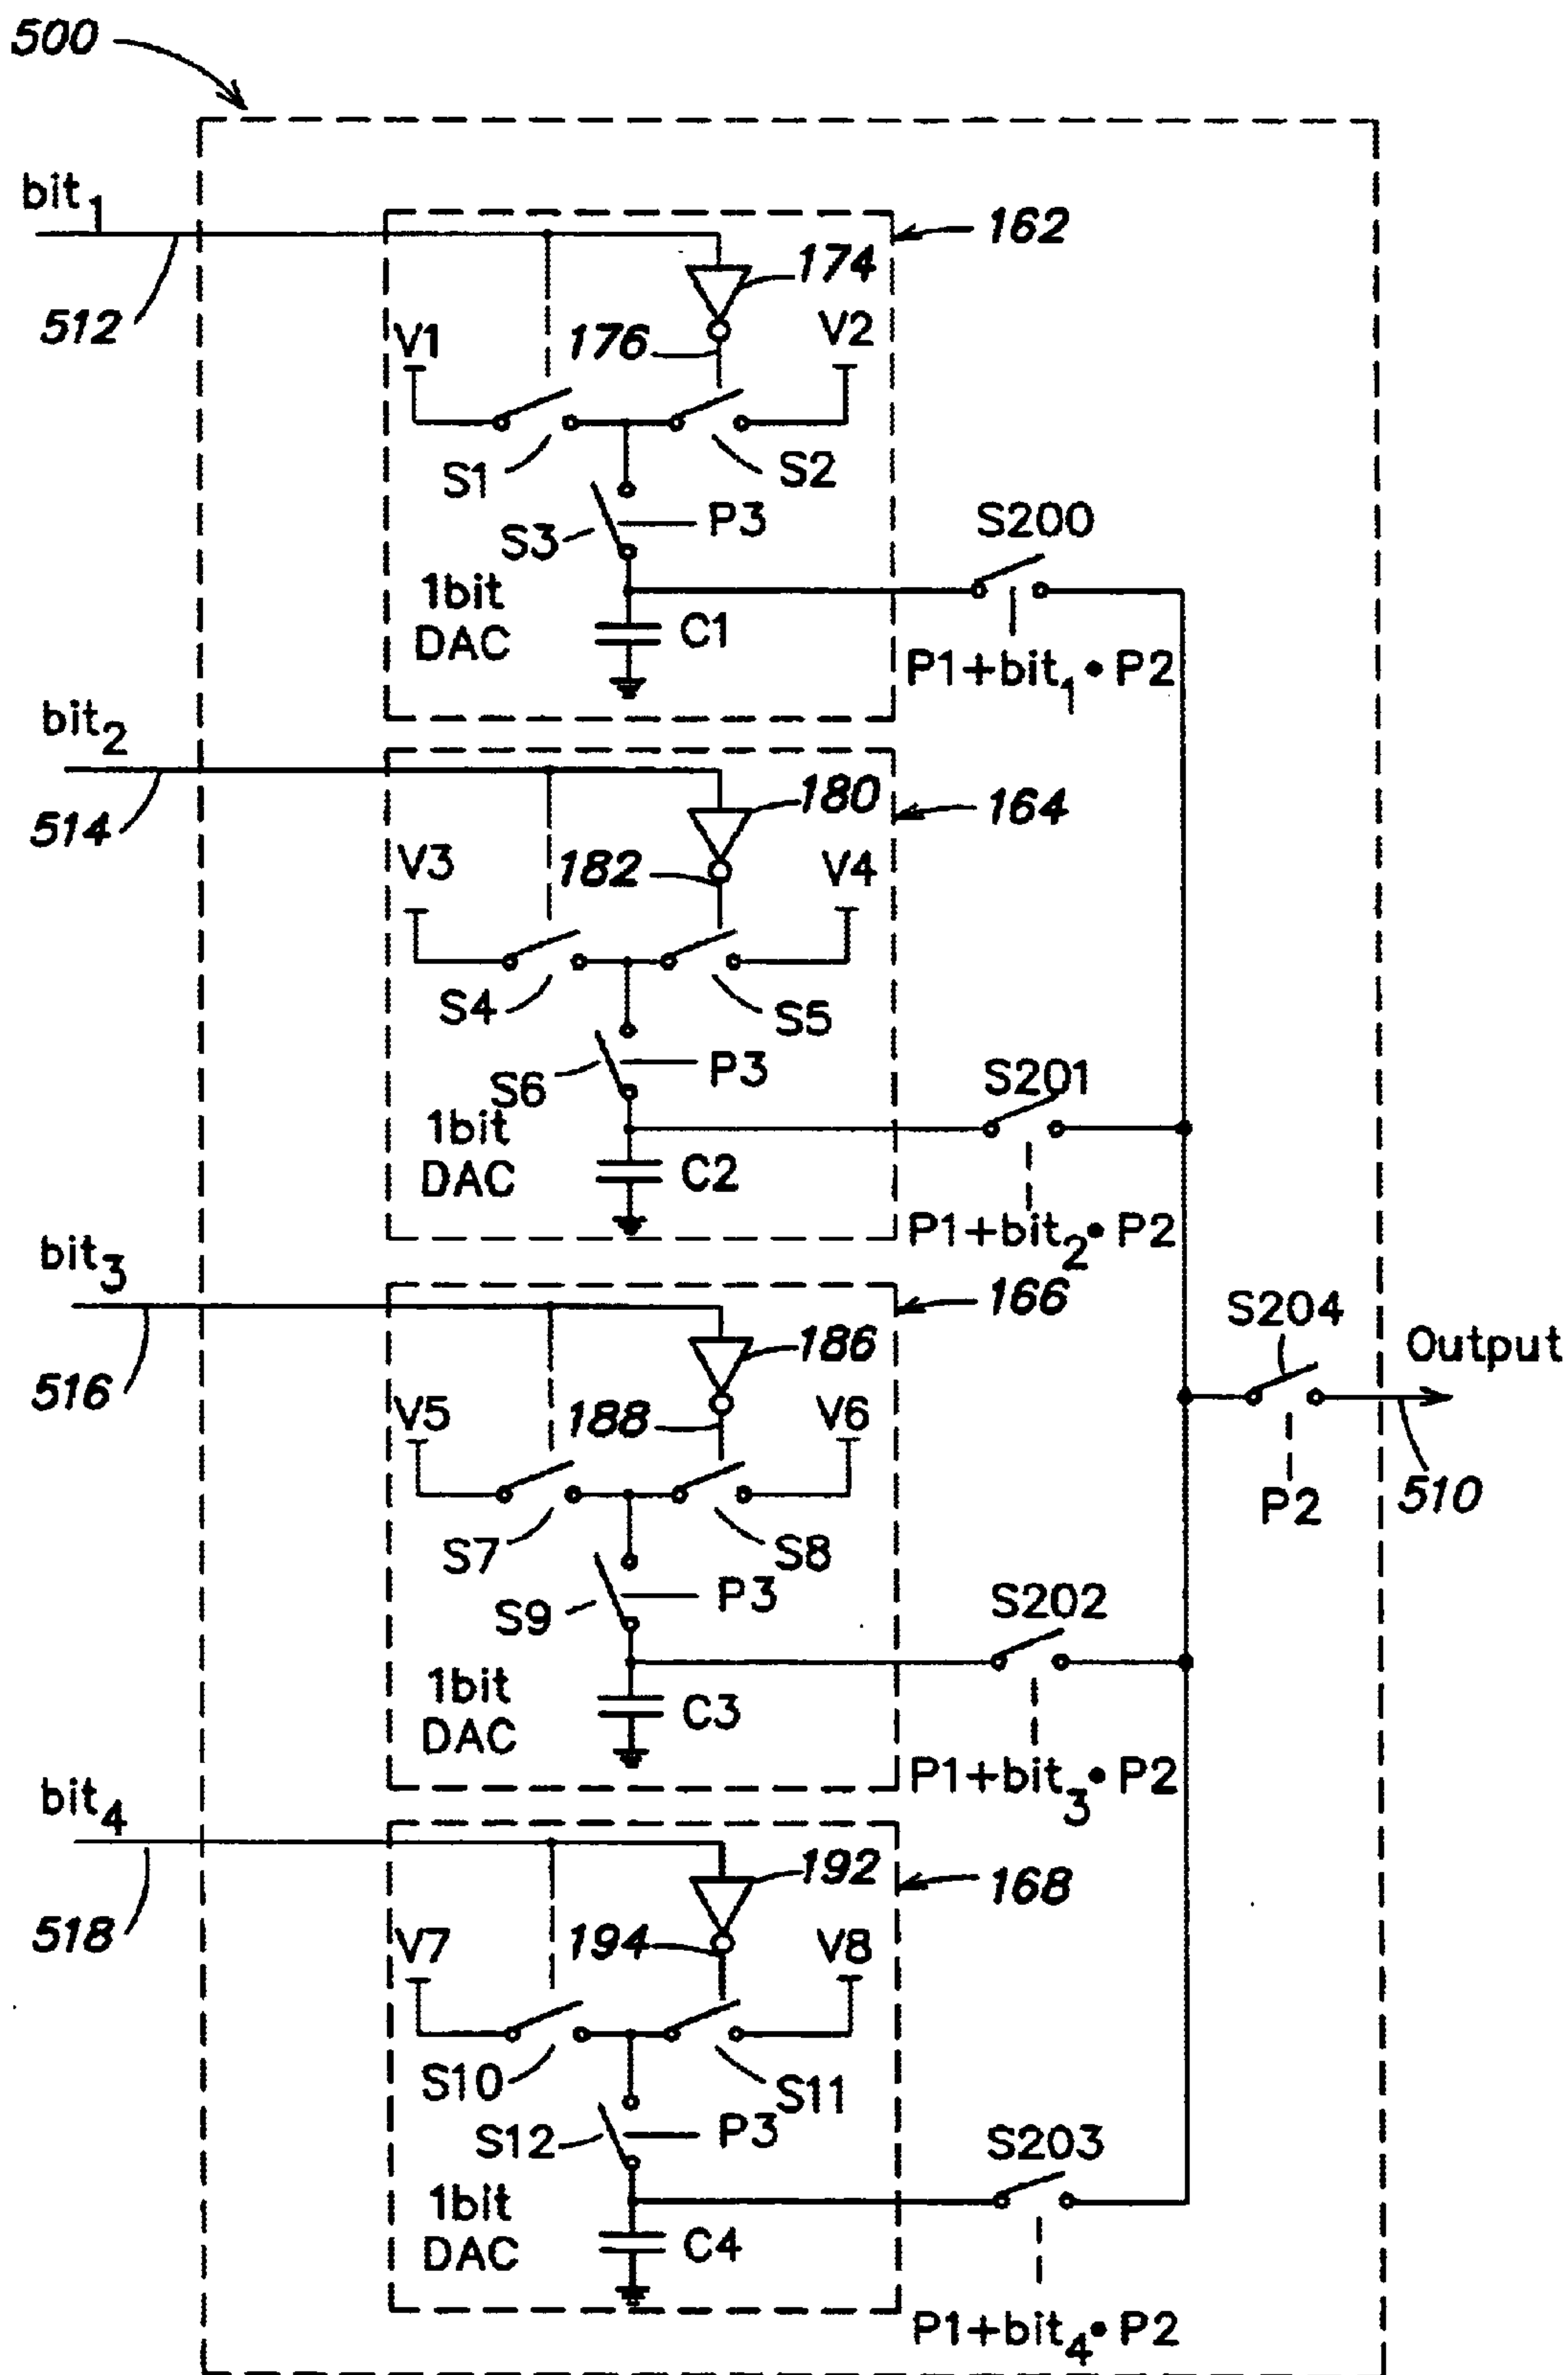 500
bit1
162
174
512
V1
176
V2
S1
S2
S3
P3
S200
1bit
DAC
C1
P1+bit1•P2
bit2
180
164
514
V3
182
V4
S4
S5
S6
P3
S201
1bit
DAC
C2
P1+bit2•P2
bit3
166
S204
Output
186
516
V5
188
V6
P2
510
S7
S8
S9
P3
S202
1bit
DAC
C3
P1+bit3•P2
bit4
192
168
518
V7
194
V8
S10
S11
S12
P3
S203
1bit
DAC
C4
P1+bit4•P2